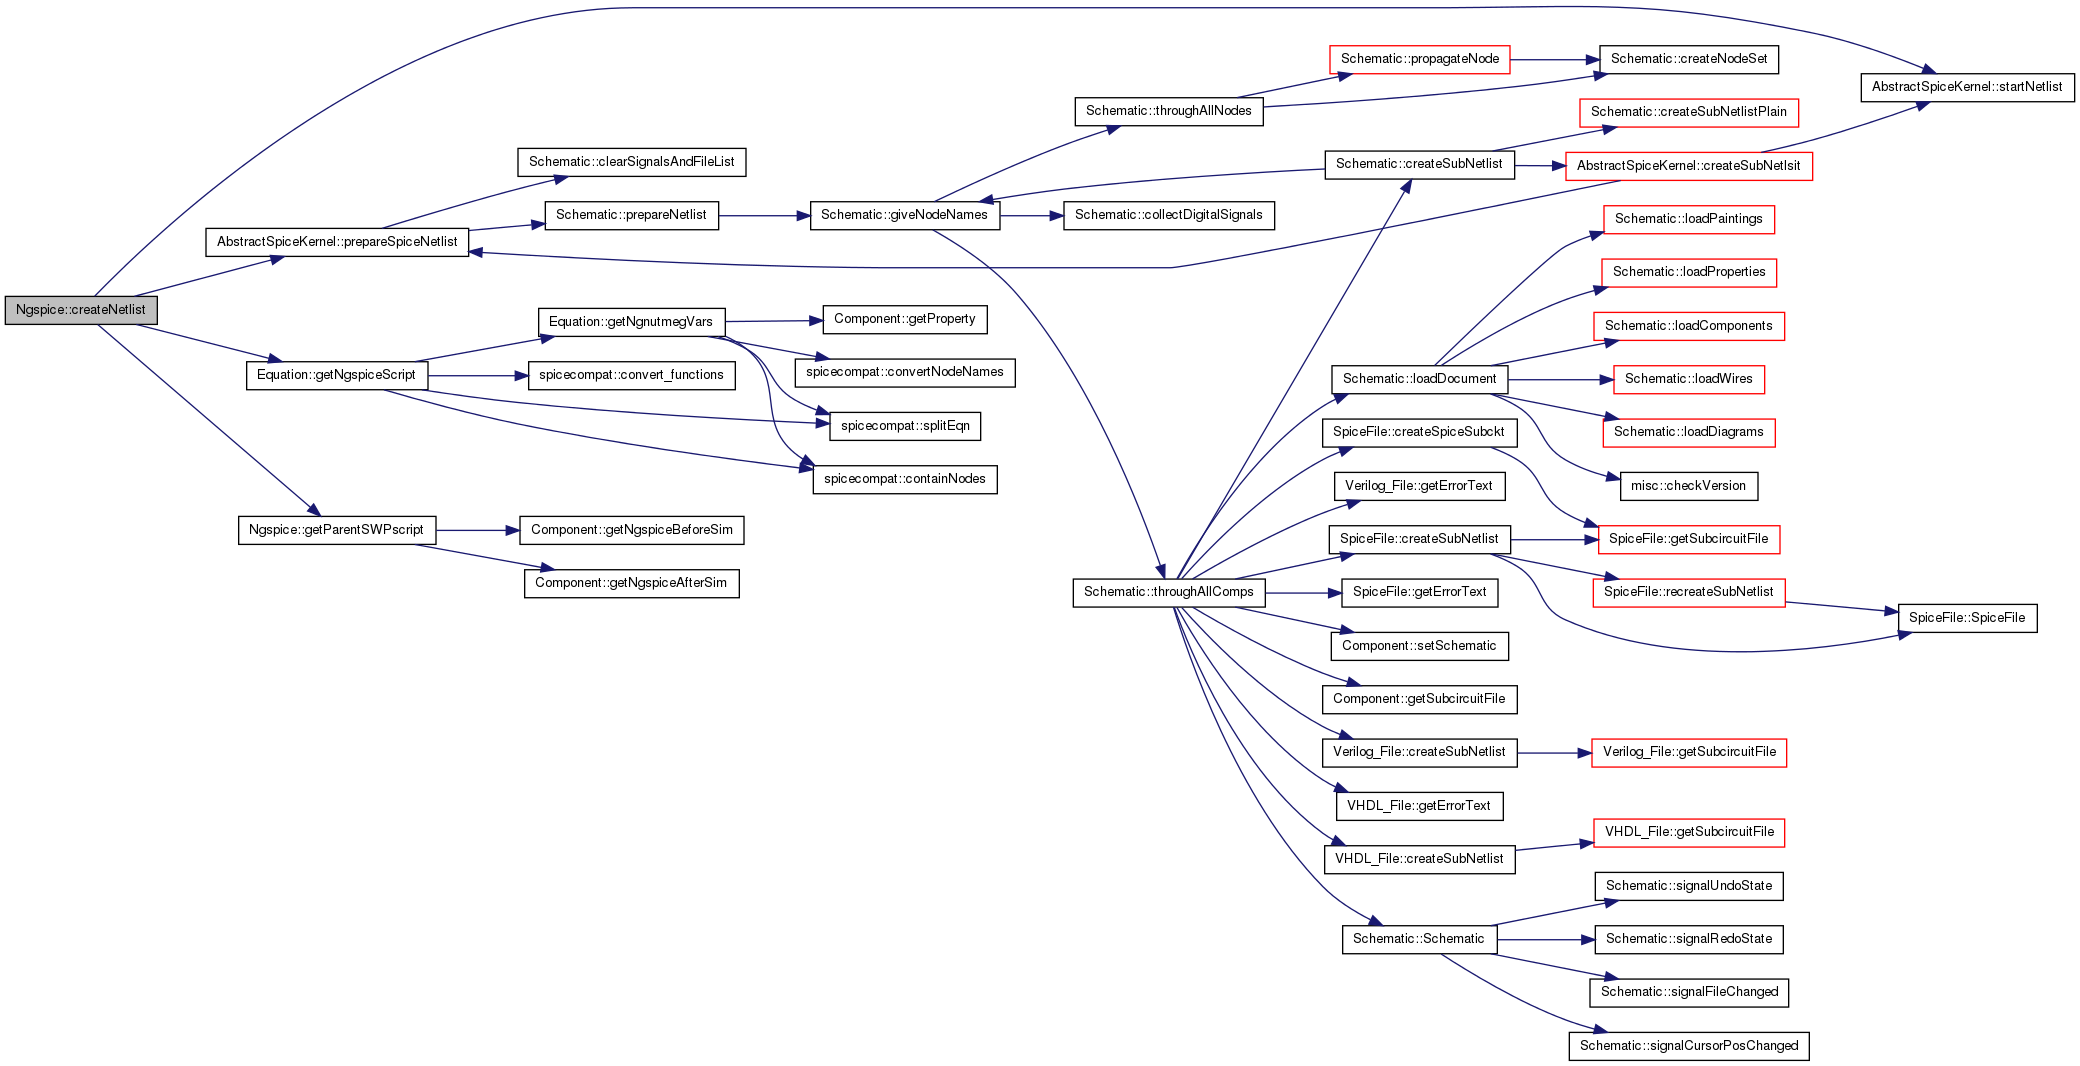 Ngspice::createNetlist
AbstractSpiceKernel::prepareSpiceNetlist
Equation::getNgspiceScript
Ngspice::getParentSWPscript
Schematic::clearSignalsAndFileList
Schematic::prepareNetlist
Equation::getNgnutmegVars
spicecompat::convert_functions
Component::getNgspiceBeforeSim
Component::getNgspiceAfterSim
Schematic::giveNodeNames
Component::getProperty
spicecompat::convertNodeNames
spicecompat::splitEqn
spicecompat::containNodes
Schematic::throughAllNodes
Schematic::collectDigitalSignals
Schematic::throughAllComps
Schematic::propagateNode
Schematic::createSubNetlist
Schematic::loadDocument
SpiceFile::createSpiceSubckt
Verilog_File::getErrorText
SpiceFile::createSubNetlist
SpiceFile::getErrorText
Component::setSchematic
Component::getSubcircuitFile
Verilog_File::createSubNetlist
VHDL_File::getErrorText
VHDL_File::createSubNetlist
Schematic::Schematic
Schematic::createNodeSet
Schematic::createSubNetlistPlain
AbstractSpiceKernel::createSubNetlsit
Schematic::loadPaintings
Schematic::loadProperties
Schematic::loadComponents
Schematic::loadWires
Schematic::loadDiagrams
misc::checkVersion
SpiceFile::getSubcircuitFile
SpiceFile::recreateSubNetlist
Verilog_File::getSubcircuitFile
VHDL_File::getSubcircuitFile
Schematic::signalUndoState
Schematic::signalRedoState
Schematic::signalFileChanged
Schematic::signalCursorPosChanged
AbstractSpiceKernel::startNetlist
SpiceFile::SpiceFile